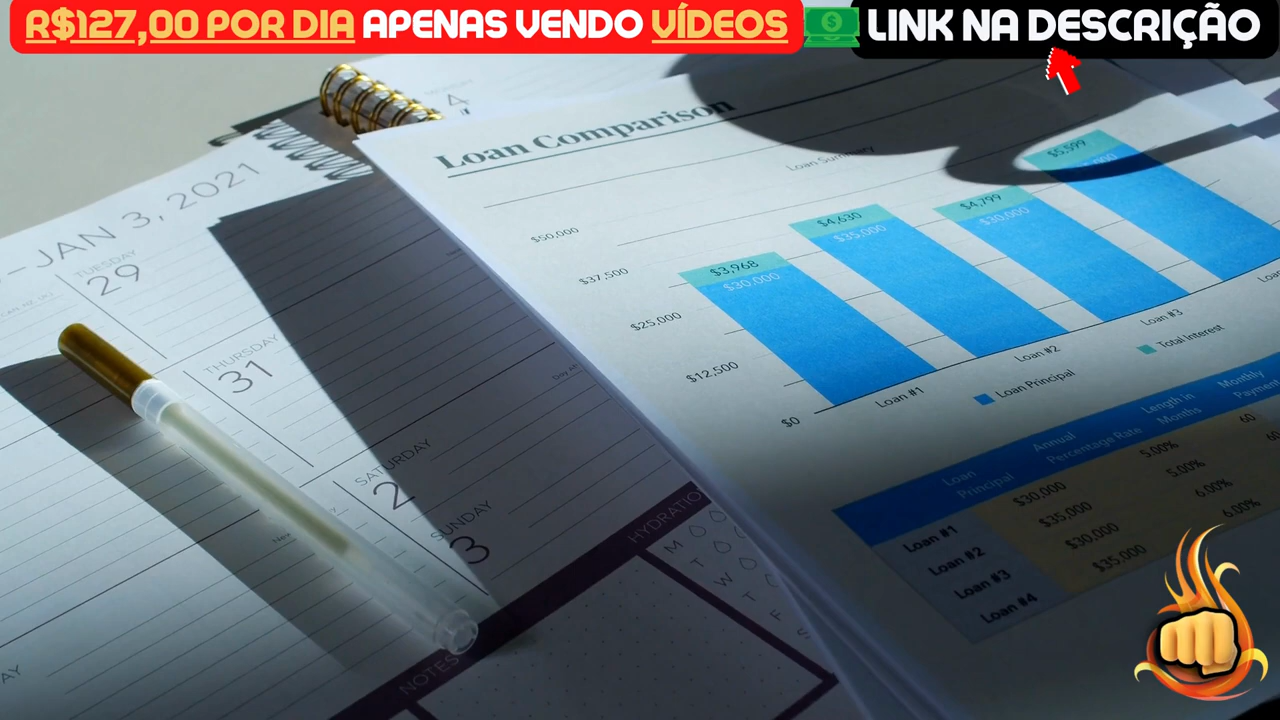 R$127,00 POR DIA APENAS VENDO VÍDEOS
LINK NA DESCRIÇÃO
- JAN 3, 2021
TUESDAY
29
THURSDAY
31
SATURDAY
2
SUNDAY
3
HYDRATIO
M
T
W
T
F
S
NOTES
4
Loan Comparison
Loan Summary
$50,000
$37,500
$25,000
$12,500
$0
$3,968
$30,000
$4,630
$35,000
$4,799
$30,000
$5,599
Loan #1
Loan #2
Loan #3
Loan Principal
Total Interest
Loan Principal
Annual Percentage Rate
Length in Months
Monthly Payment
Loan #1 $30,000 5.00% 60
Loan #2 $35,000 5.00%
Loan #3 $30,000 6.00%
Loan #4 $35,000 6.00%